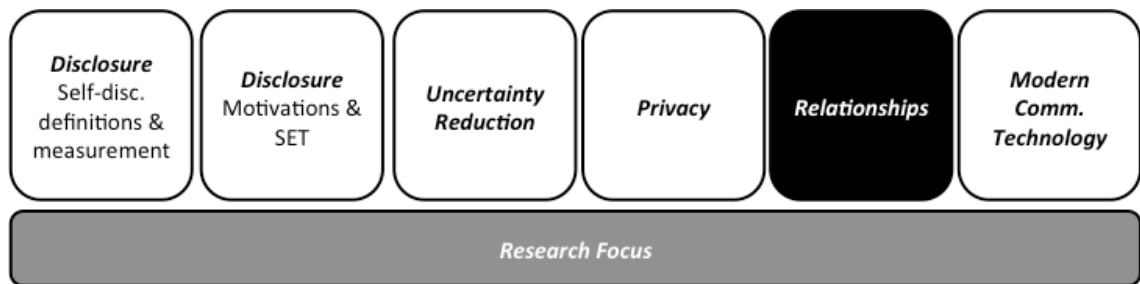 Disclosure
Self-disc.
definitions &
measurement
Disclosure
Motivations &
SET
Uncertainty
Reduction
Privacy
Relationships
Modern
Comm.
Technology
Research Focus